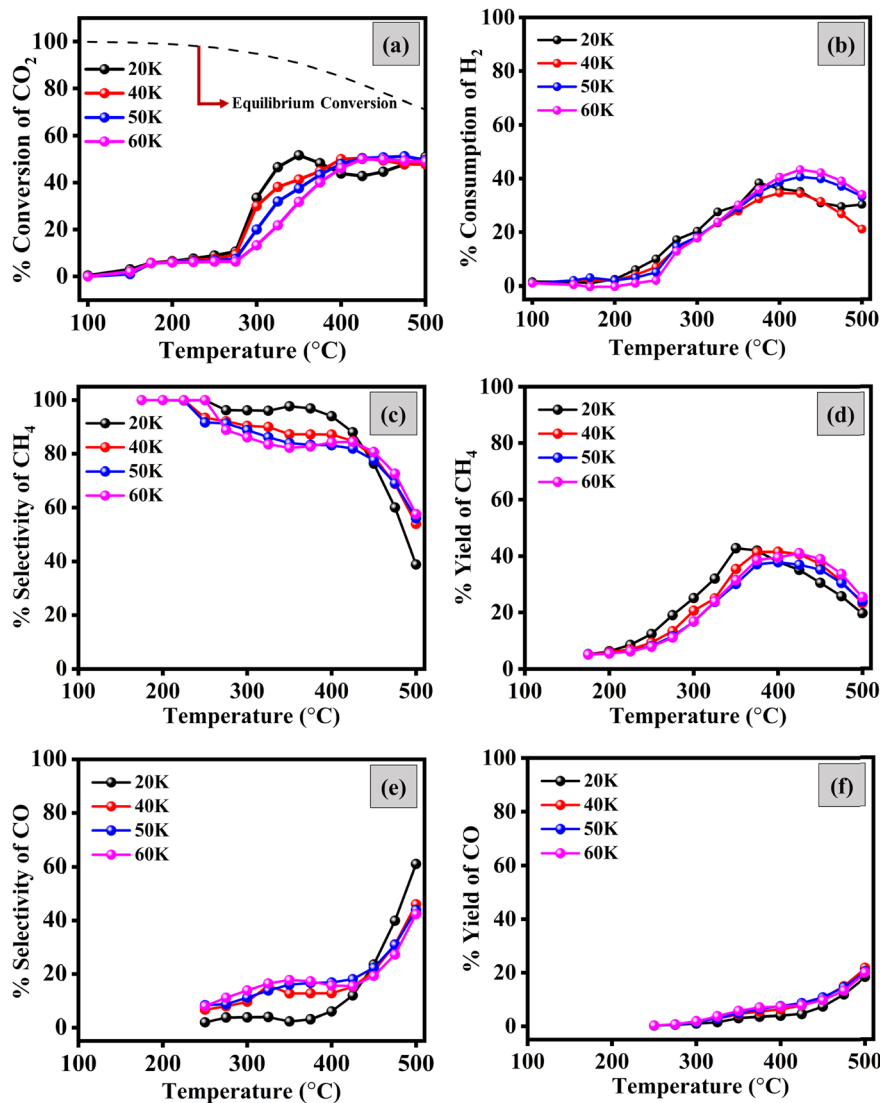 (a)
% Conversion of CO₂
100
80
60
40
20
0
20K
40K
50K
60K
Equilibrium Conversion
100 200 300 400 500
Temperature (°C)
(b)
% Consumption of H₂
100
80
60
40
20
0
20K
40K
50K
60K
100 200 300 400 500
Temperature (°C)
(c)
% Selectivity of CH₄
100
80
60
40
20
0
20K
40K
50K
60K
100 200 300 400 500
Temperature (°C)
(d)
% Yield of CH₄
100
80
60
40
20
0
20K
40K
50K
60K
100 200 300 400 500
Temperature (°C)
(e)
% Selectivity of CO
100
80
60
40
20
0
20K
40K
50K
60K
100 200 300 400 500
Temperature (°C)
(f)
% Yield of CO
100
80
60
40
20
0
20K
40K
50K
60K
100 200 300 400 500
Temperature (°C)